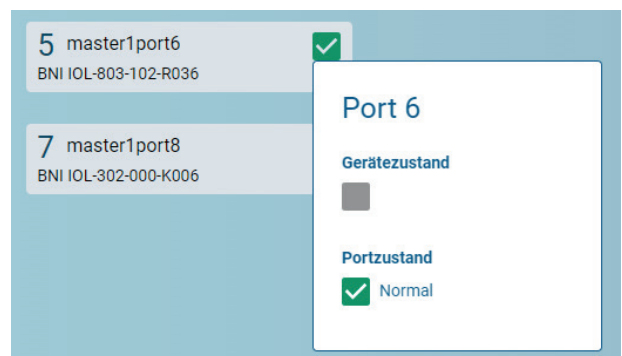 5 master1port6
BNI IOL-803-102-R036
7 master1port8
BNI IOL-302-000-K006
Port 6
Gerätezustand
Portzustand
Normal